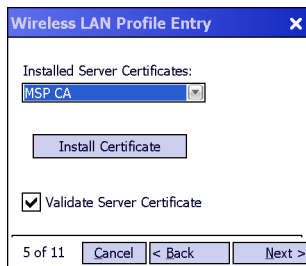 Wireless LAN Profile Entry
Installed Server Certificates:
MSP CA
Install Certificate
Validate Server Certificate
5 of 11 Cancel < Back Next >